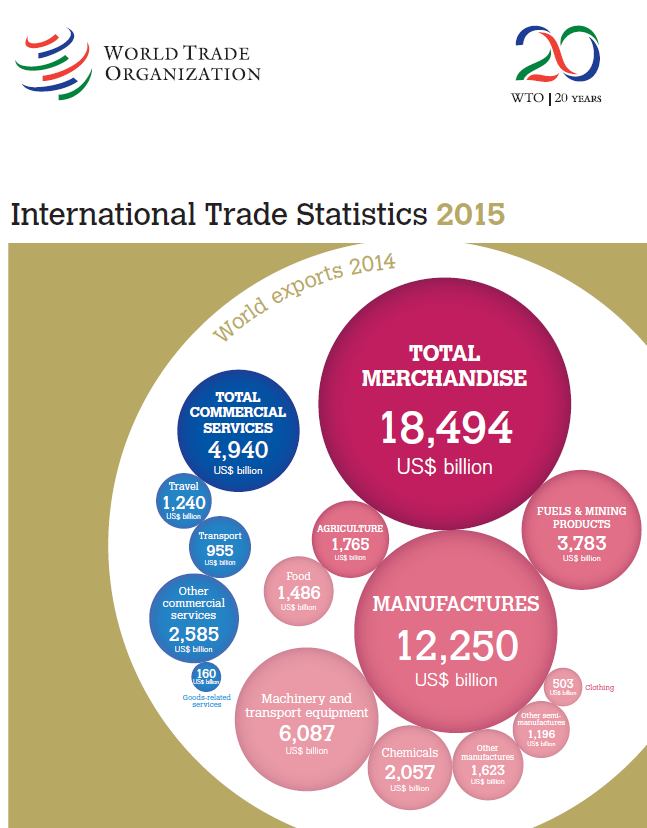 WORLD TRADE
ORGANIZATION
20
WTO | 20 YEARS
International Trade Statistics 2015
World exports 2014
TOTAL
MERCHANDISE
18,494
US$ billion
TOTAL
COMMERCIAL
SERVICES
4,940
US$ billion
Travel
1,240
US$ billion
Transport
955
US$ billion
Other
commercial
services
2,585
US$ billion
160
US$ billion
Goods-related
services
AGRICULTURE
1,765
US$ billion
Food
1,486
US$ billion
FUELS & MINING
PRODUCTS
3,783
US$ billion
MANUFACTURES
12,250
US$ billion
Machinery and
transport equipment
6,087
US$ billion
Chemicals
2,057
US$ billion
Other
manufactures
1,623
US$ billion
Other semi-
manufactures
1,196
US$ billion
503
US$ billion
Clothing